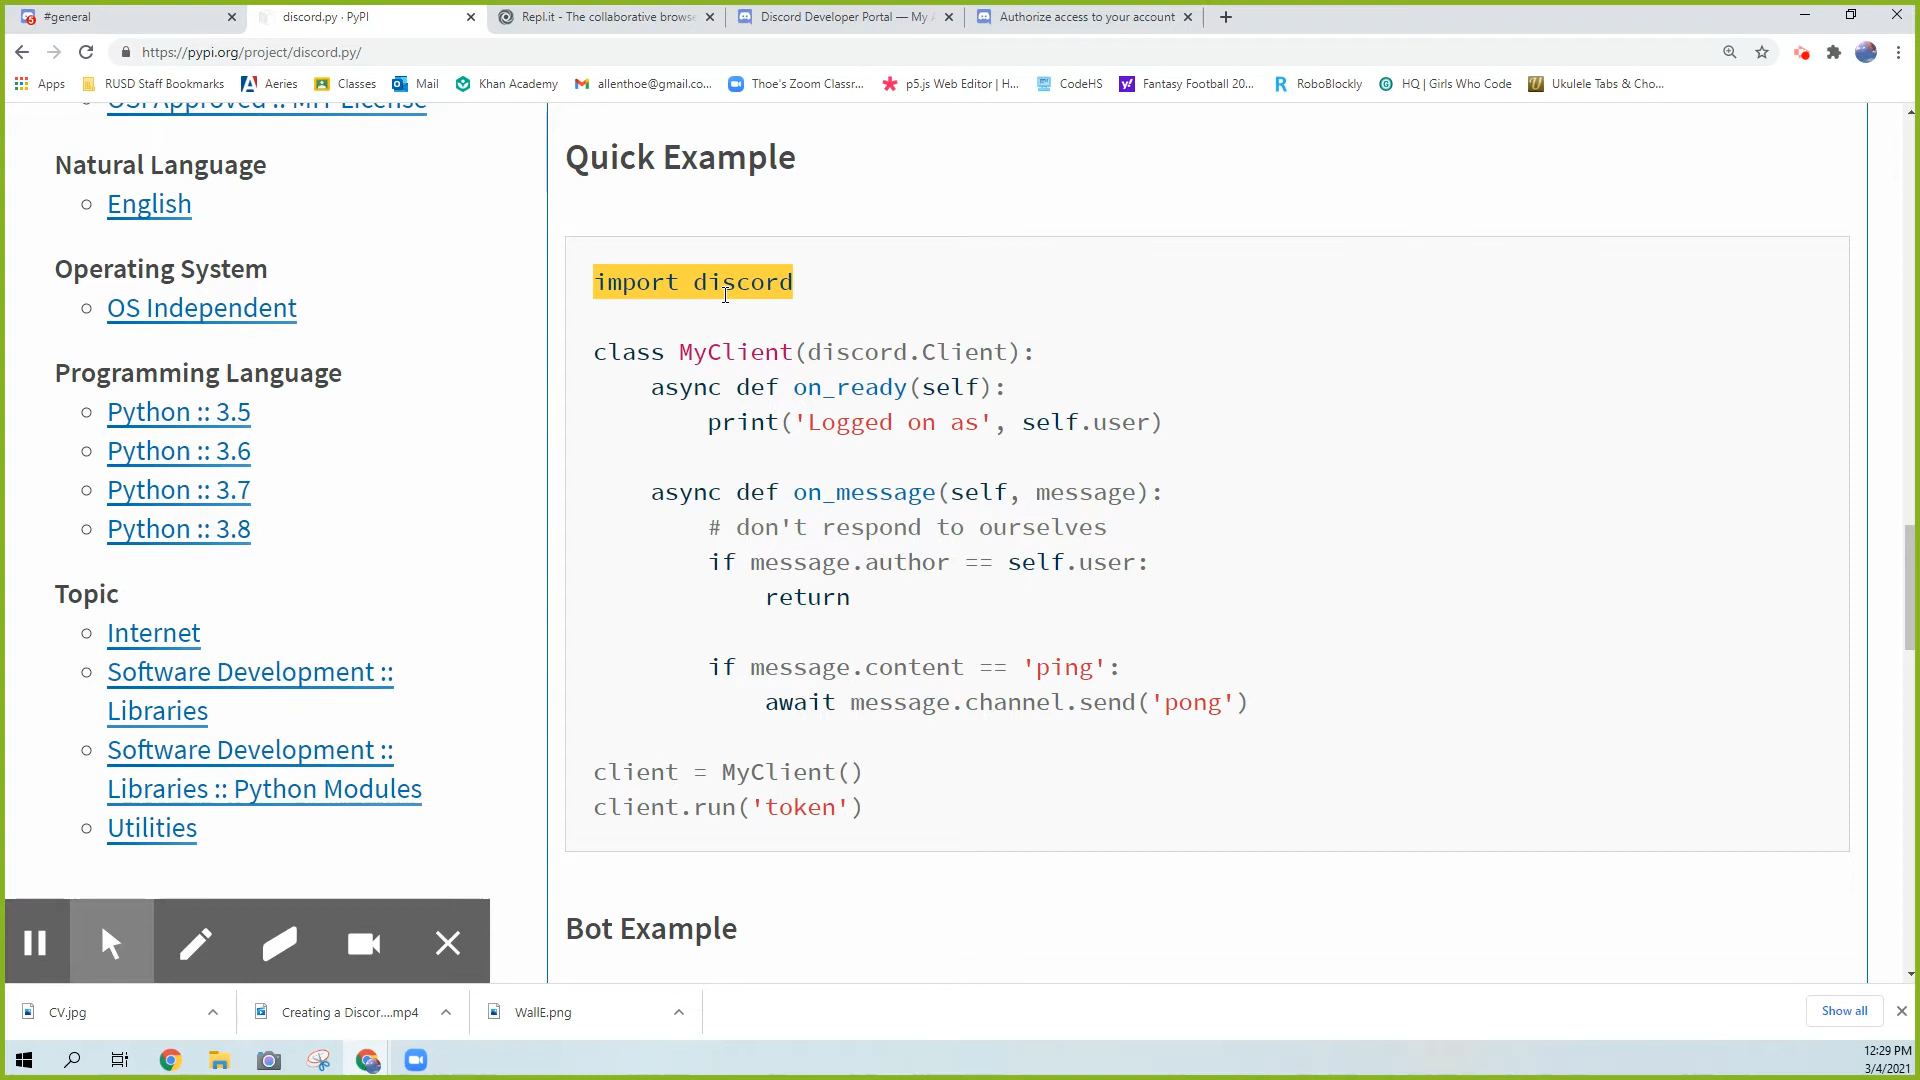 #general
discord.py · PyPI
Repl.it - The collaborative browse
Discord Developer Portal — My A
Authorize access to your account
https://pypi.org/project/discord.py/
Apps
RUSD Staff Bookmarks
Aeries
Classes
Mail
Khan Academy
allenthoe@gmail.co...
Thoe's Zoom Classr...
p5.js Web Editor | H...
CodeHS
Fantasy Football 20...
RoboBlockly
HQ | Girls Who Code
Ukulele Tabs & Cho...
OSI Approved :: MIT License
Natural Language
English
Operating System
OS Independent
Programming Language
Python :: 3.5
Python :: 3.6
Python :: 3.7
Python :: 3.8
Topic
Internet
Software Development ::
Libraries
Software Development ::
Libraries :: Python Modules
Utilities
Quick Example
import discord
class MyClient(discord.Client):
async def on_ready(self):
print('Logged on as', self.user)
async def on_message(self, message):
# don't respond to ourselves
if message.author == self.user:
return
if message.content == 'ping':
await message.channel.send('pong')
client = MyClient()
client.run('token')
Bot Example
CV.jpg
Creating a Discor....mp4
WallE.png
Show all
12:29 PM
3/4/2021